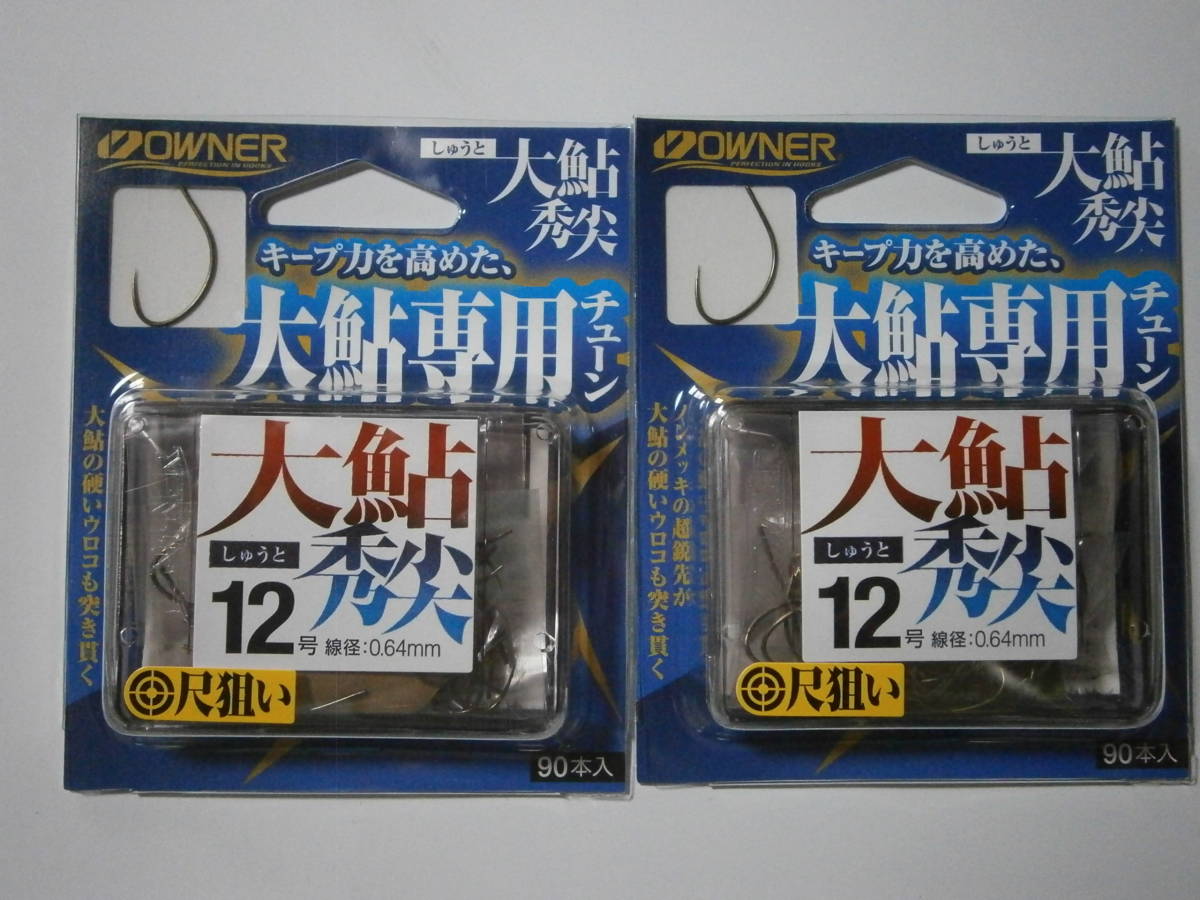 OWNER
PERFECTION IN HOOKS
しゅうと
大鮎
秀尖
キープ力を高めた、
大鮎専用チューン
大鮎の硬いウロコも突き貫く
大鮎
しゅうと
秀尖
12号 線径:0.64mm
尺狙い
90本入
OWNER
PERFECTION IN HOOKS
しゅうと
大鮎
秀尖
キープ力を高めた、
大鮎専用チューン
メッキの超鋭先が
大鮎の硬いウロコも突き貫く
大鮎
しゅうと
秀尖
12号 線径:0.64mm
尺狙い
90本入